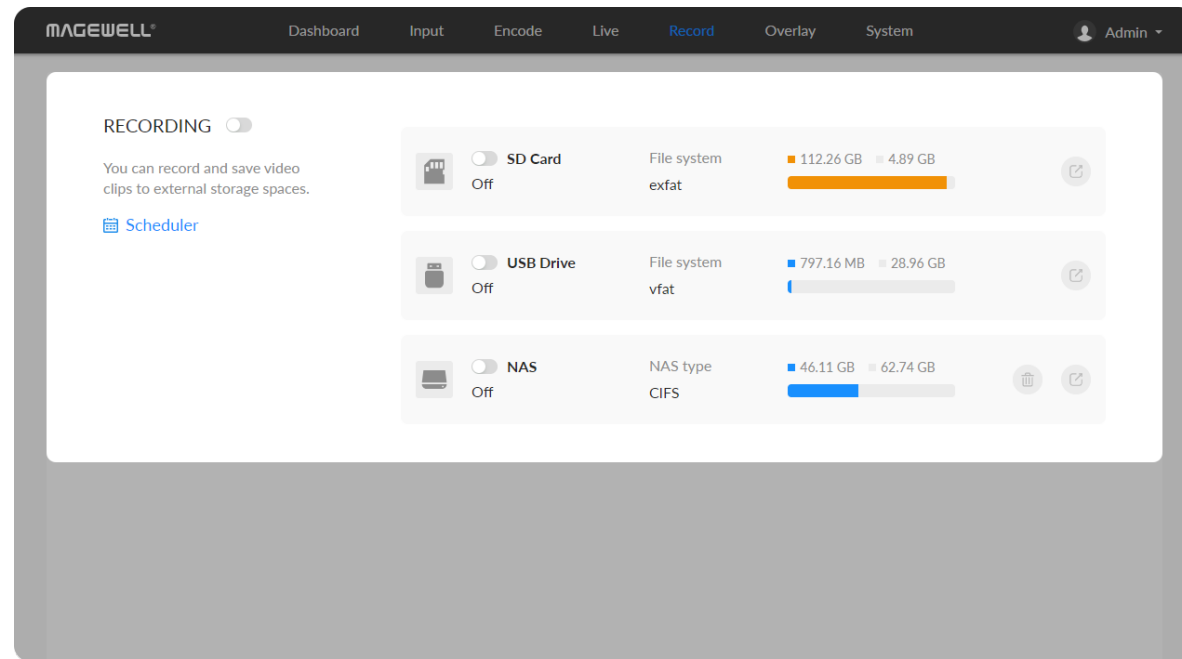 MAGEWELL®
Dashboard Input Encode Live Record Overlay System Admin
RECORDING
You can record and save video
clips to external storage spaces.
Scheduler
SD Card File system 112.26 GB 4.89 GB
Off exfat
USB Drive File system 797.16 MB 28.96 GB
Off vfat
NAS NAS type 46.11 GB 62.74 GB
Off CIFS